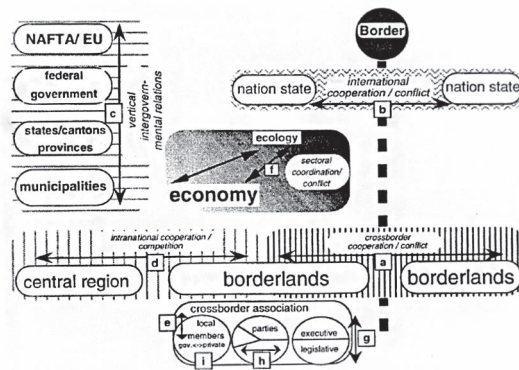 NAFTA/ EU
federal
government
states/cantons
provinces
municipalities
c
vertical
intergovern-
mental relations
Border
nation state
international
cooperation / conflict
nation state
b
ecology
f
sectoral
coordination/
conflict
economy
intranational cooperation /
competition
d
crossborder
cooperation / conflict
a
central region
borderlands
borderlands
crossborder association
e
local
members
gov.<->private
i
parties
h
executive
legislative
g